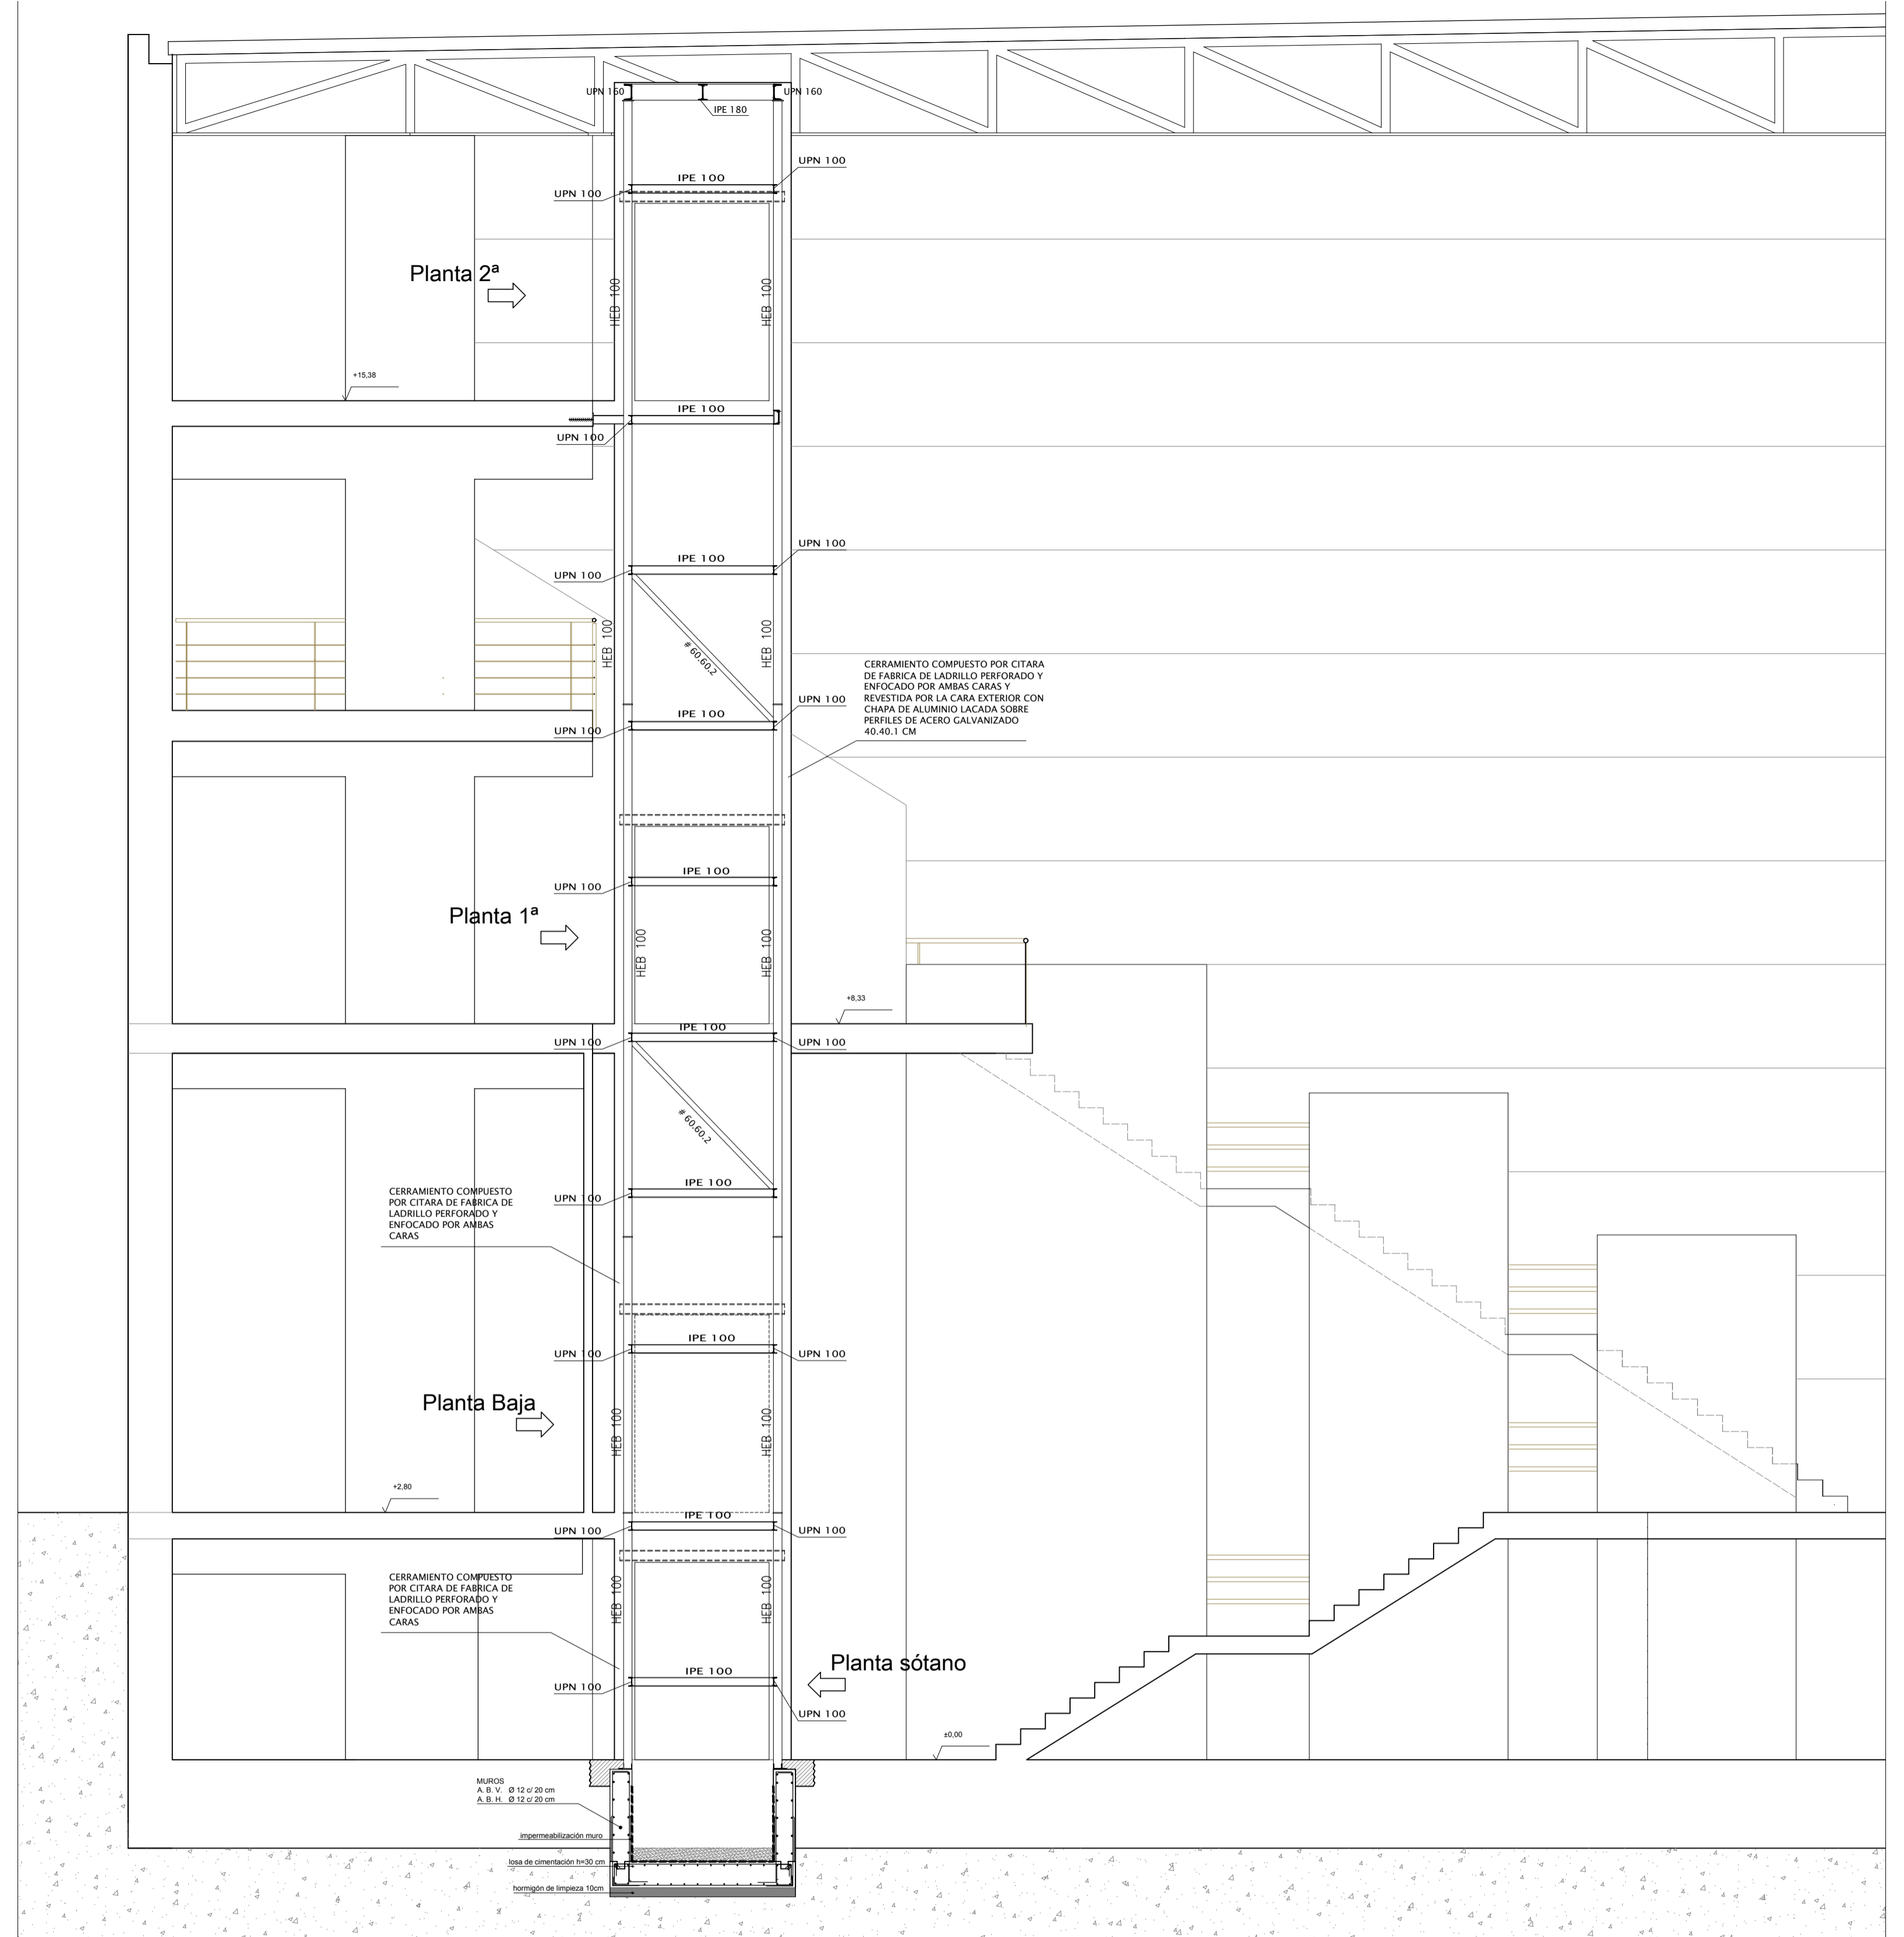 UPN 160
UPN 160
IPE 180
UPN 100
IPE 100
UPN 100
Planta 2ª
HEB 100
HEB 100
+15,38
IPE 100
UPN 100
UPN 100
IPE 100
UPN 100
HEB 100
HEB 100
# 60.60.2
CERRAMIENTO COMPUESTO POR CITARA
DE FABRICA DE LADRILLO PERFORADO Y
ENFOCADO POR AMBAS CARAS Y
REVESTIDA POR LA CARA EXTERIOR CON
CHAPA DE ALUMINIO LACADA SOBRE
PERFILES DE ACERO GALVANIZADO
40.40.1 CM
UPN 100
IPE 100
UPN 100
IPE 100
UPN 100
Planta 1ª
HEB 100
HEB 100
+8,33
IPE 100
UPN 100
UPN 100
# 60.60.2
IPE 100
UPN 100
CERRAMIENTO COMPUESTO
POR CITARA DE FABRICA DE
LADRILLO PERFORADO Y
ENFOCADO POR AMBAS
CARAS
IPE 100
UPN 100
UPN 100
Planta Baja
HEB 100
HEB 100
+2,80
IPE 100
UPN 100
UPN 100
CERRAMIENTO COMPUESTO
POR CITARA DE FABRICA DE
LADRILLO PERFORADO Y
ENFOCADO POR AMBAS
CARAS
HEB 100
HEB 100
Planta sótano
IPE 100
UPN 100
UPN 100
±0,00
MUROS
A. B. V. Ø 12 c/ 20 cm
A. B. H. Ø 12 c/ 20 cm
impermeabilización muro
losa de cimentación h=30 cm
hormigón de limpieza 10cm